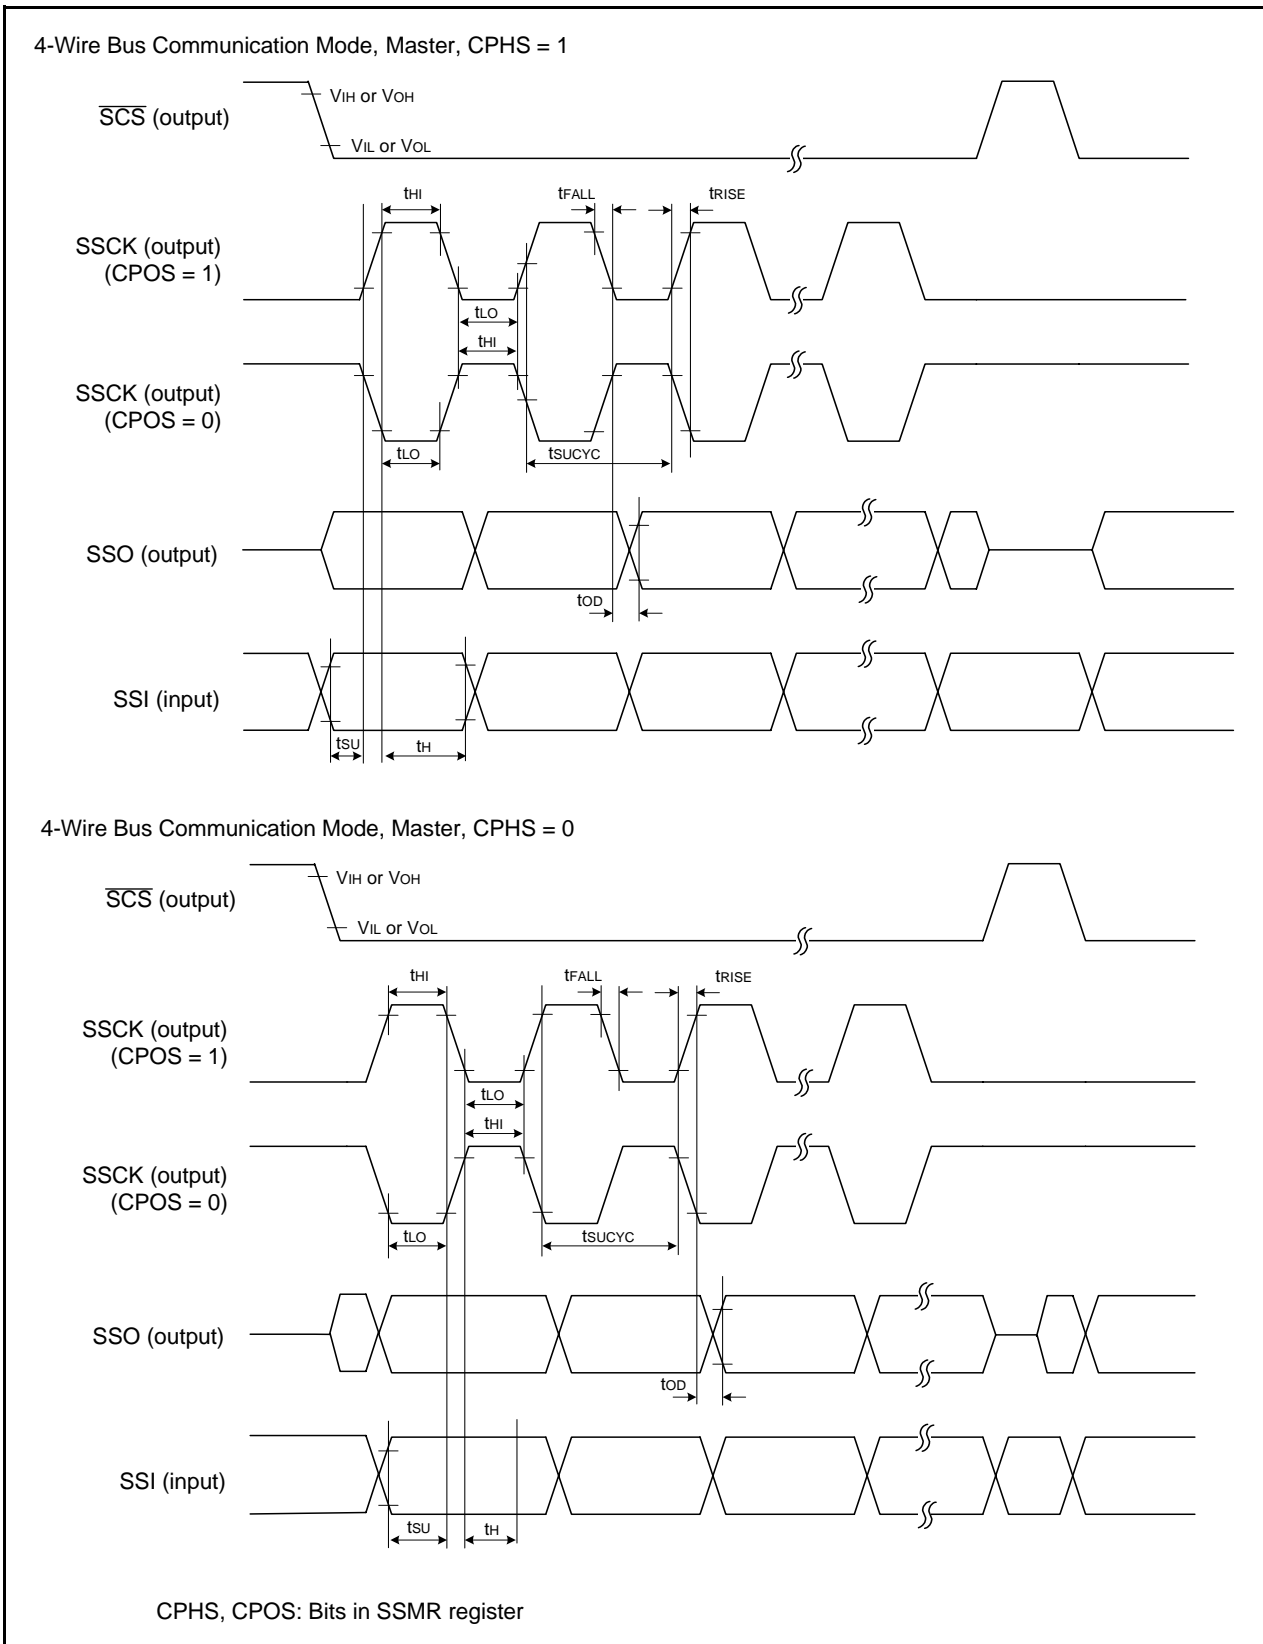 4-Wire Bus Communication Mode, Master, CPHS = 1
VIH or VOH
SCS (output)
VIL or VOL
tHI
tFALL
tRISE
SSCK (output)
(CPOS = 1)
tLO
tHI
SSCK (output)
(CPOS = 0)
tLO
tSUCYC
SSO (output)
tOD
SSI (input)
tSU
tH
4-Wire Bus Communication Mode, Master, CPHS = 0
VIH or VOH
SCS (output)
VIL or VOL
tHI
tFALL
tRISE
SSCK (output)
(CPOS = 1)
tLO
tHI
SSCK (output)
(CPOS = 0)
tLO
tSUCYC
SSO (output)
tOD
SSI (input)
tSU
tH
CPHS, CPOS: Bits in SSMR register